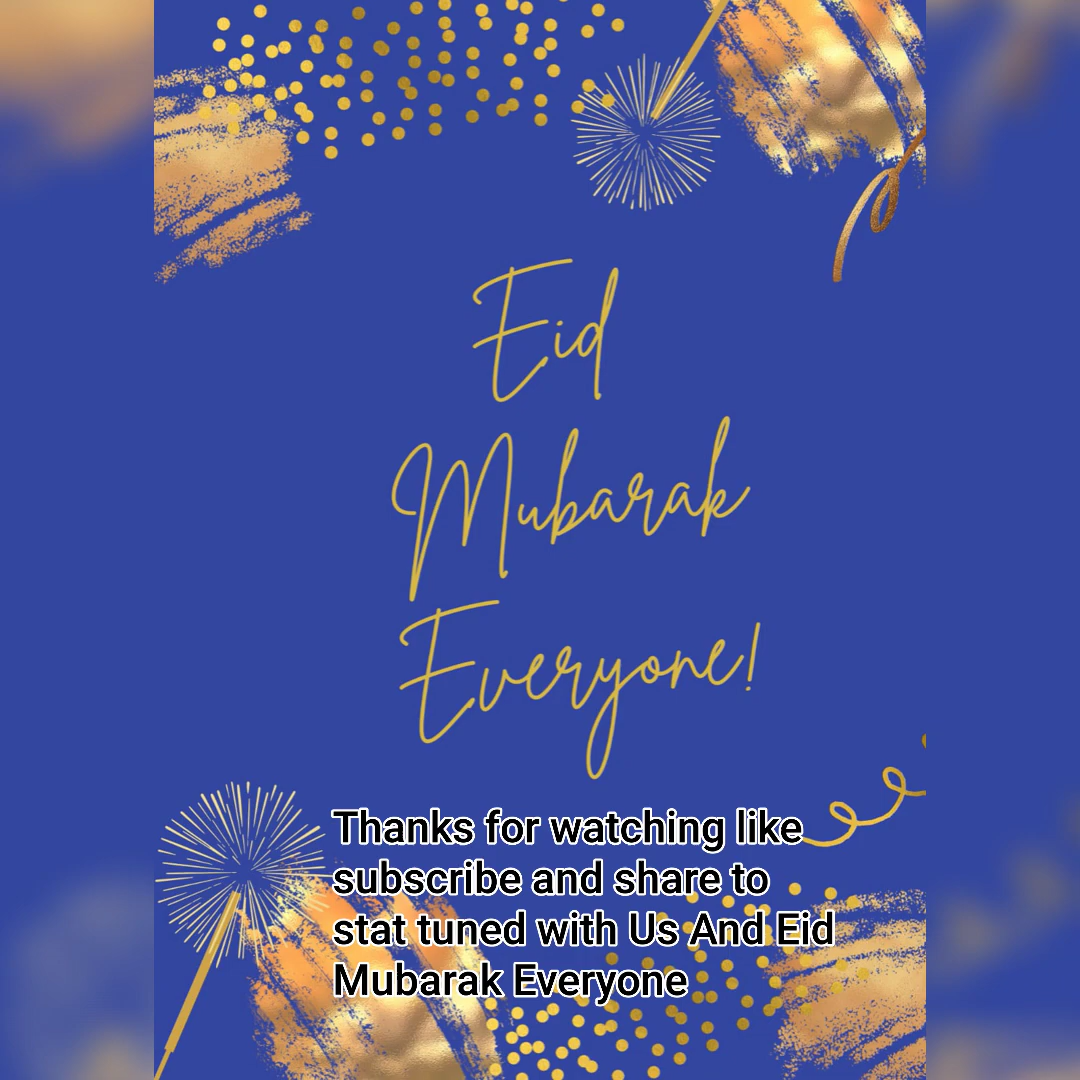 Eid
Mubarak
Everyone!
Thanks for watching like
subscribe and share to
stat tuned with Us And Eid
Mubarak Everyone